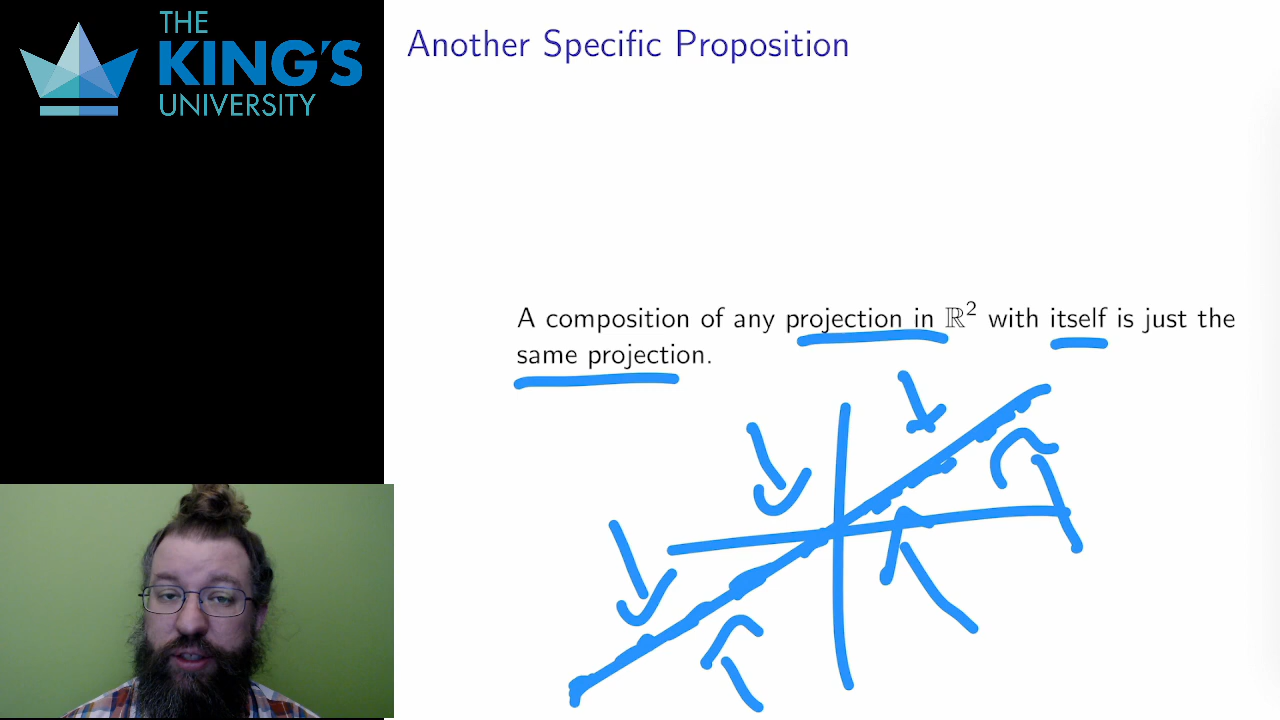 THE
KING'S
UNIVERSITY
Another Specific Proposition
A composition of any projection in ℝ² with itself is just the
same projection.